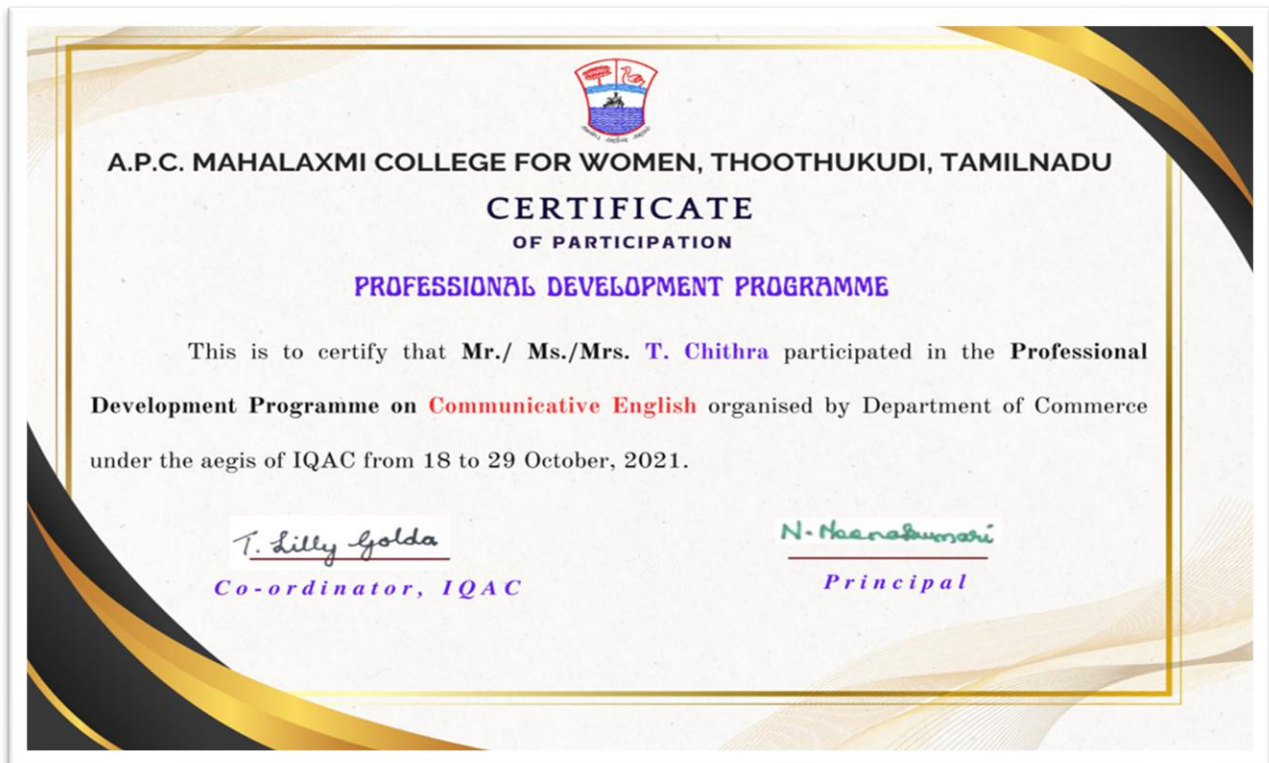 A.P.C. MAHALAXMI COLLEGE FOR WOMEN, THOOTHUKUDI, TAMILNADU
CERTIFICATE
OF PARTICIPATION
PROFESSIONAL DEVELOPMENT PROGRAMME
This is to certify that Mr./ Ms./Mrs. T. Chithra participated in the Professional
Development Programme on Communicative English organised by Department of Commerce
under the aegis of IQAC from 18 to 29 October, 2021.
T. Lilly Golda
Co-ordinator, IQAC
N.
Principal